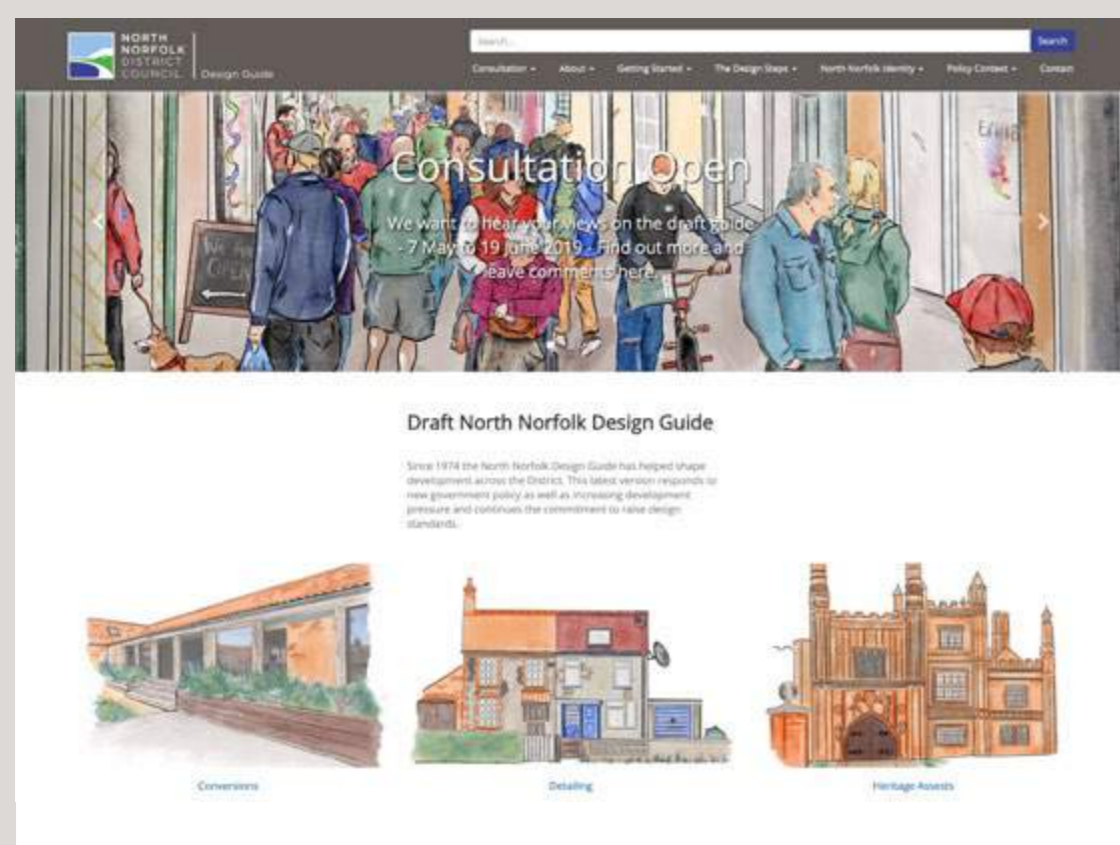 NORTH
NORFOLK
DISTRICT
COUNCIL
Design Guide
Search...
Search
Consultation
About
Getting Started
The Design Steps
North Norfolk Identity
Policy Context
Contact
Consultation Open
We want to hear your views on the draft guide
- 7 May to 19 June 2019 - Find out more and
leave comments here.
We Are
OPEN
Draft North Norfolk Design Guide
Since 1974 the North Norfolk Design Guide has helped shape
development across the District. This latest version responds to
new government policy as well as increasing development
pressure and continues the commitment to raise design
standards.
Conversions
Detailing
Heritage Assests